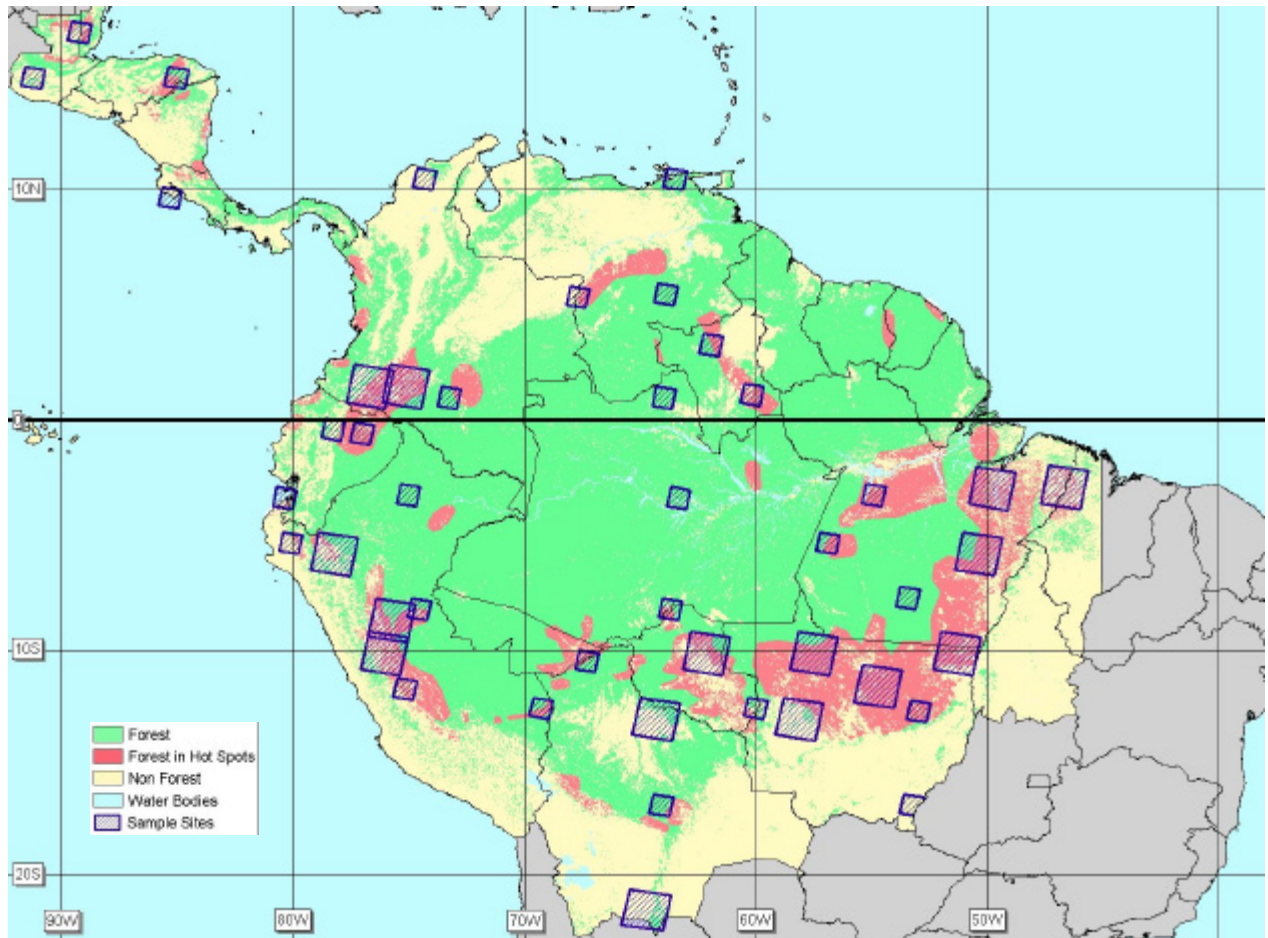 10N
10S
Forest
Forest in Hot Spots
Non Forest
Water Bodies
Sample Sites
20S
90W
80W
70W
60W
50W